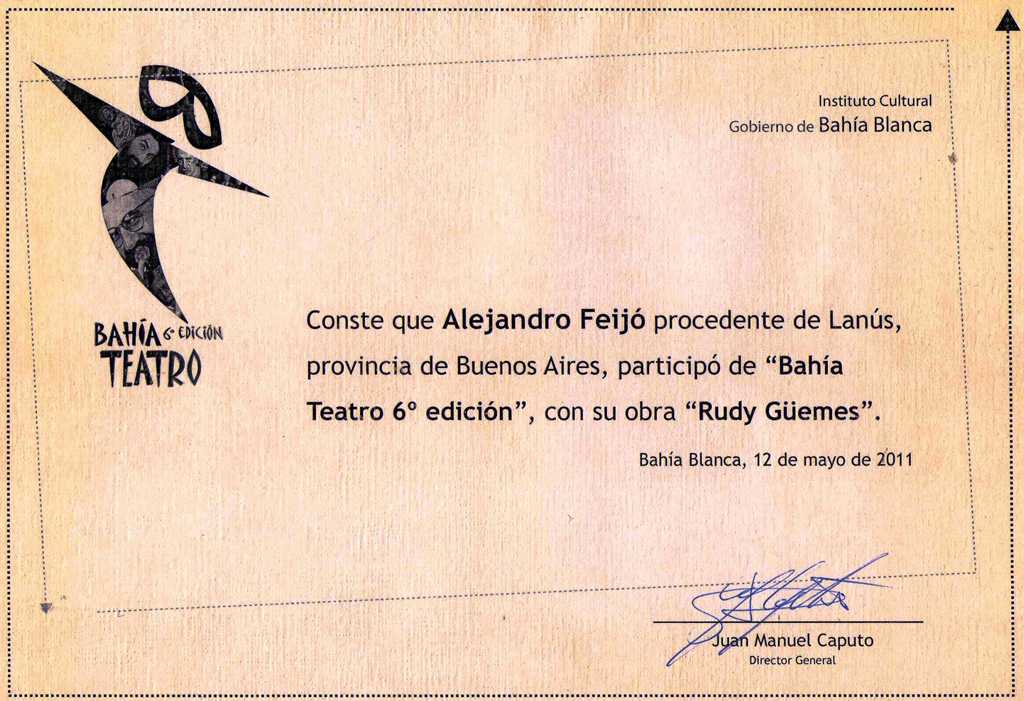 Instituto Cultural
Gobierno de Bahía Blanca
BAHÍA 6º EDICIÓN
TEATRO
Conste que Alejandro Feijó procedente de Lanús,
provincia de Buenos Aires, participó de “Bahía
Teatro 6º edición”, con su obra “Rudy Güemes”.
Bahía Blanca, 12 de mayo de 2011
Juan Manuel Caputo
Director General